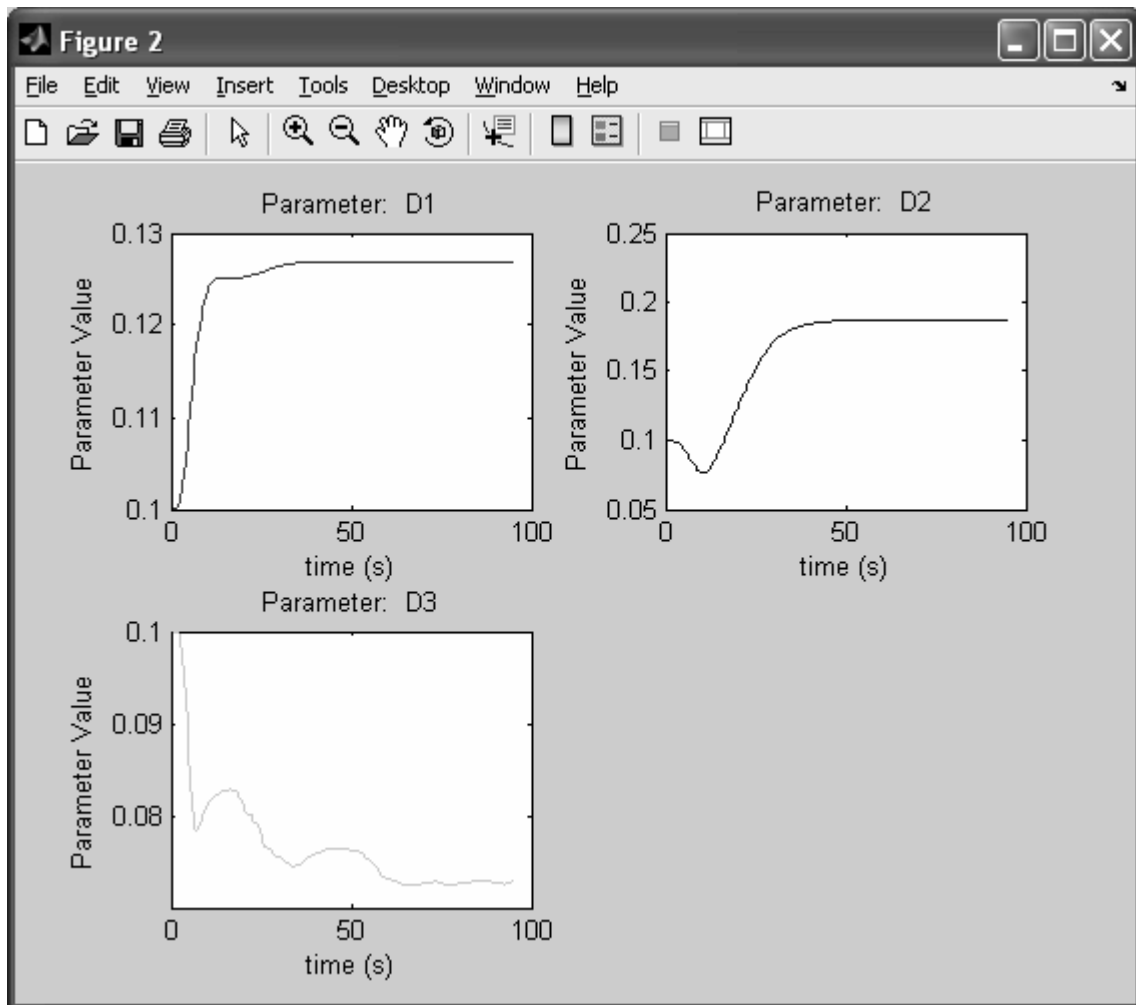 Figure 2
File Edit View Insert Tools Desktop Window Help
Parameter: D1
Parameter Value
0.13
0.12
0.11
0.1
0 50 100
time (s)
Parameter: D2
Parameter Value
0.25
0.2
0.15
0.1
0.05
0 50 100
time (s)
Parameter: D3
Parameter Value
0.1
0.09
0.08
0 50 100
time (s)